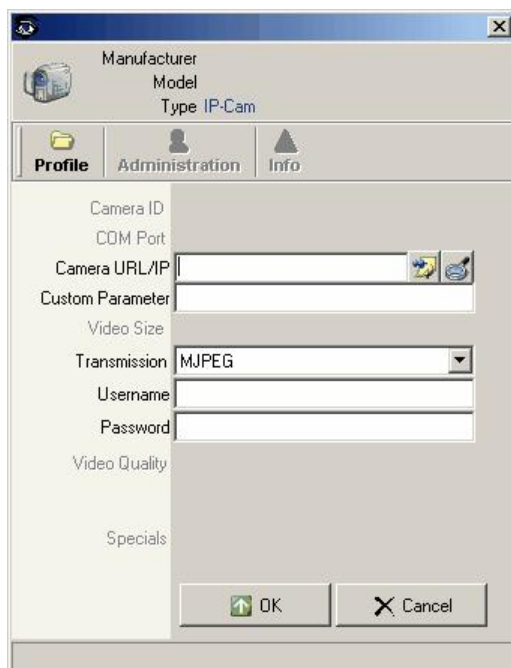 Manufacturer
Model
Type IP-Cam
Profile Administration Info
Camera ID
COM Port
Camera URL/IP
Custom Parameter
Video Size
Transmission MJPEG
Username
Password
Video Quality
Specials
OK Cancel